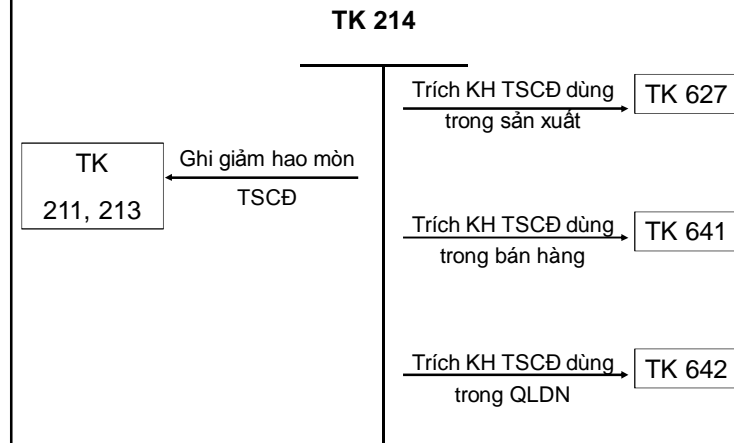 TK 214
Trích KH TSCĐ dùng
trong sản xuất
TK 627
TK
211, 213
Ghi giảm hao mòn
TSCĐ
Trích KH TSCĐ dùng
trong bán hàng
TK 641
Trích KH TSCĐ dùng
trong QLDN
TK 642